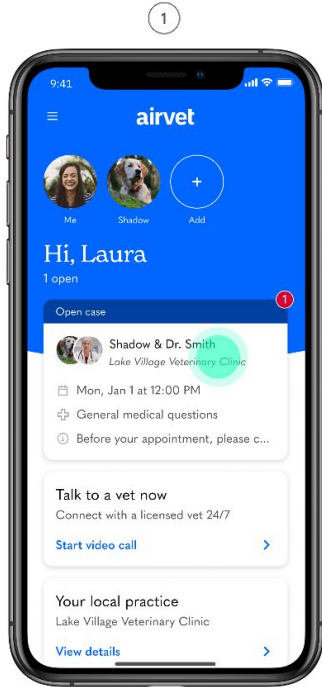 1
9:41
airvet
+
Me
Shadow
Add
Hi, Laura
1 open
1
Open case
Shadow & Dr. Smith
Lake Village Veterinary Clinic
Mon, Jan 1 at 12:00 PM
General medical questions
Before your appointment, please c...
Talk to a vet now
Connect with a licensed vet 24/7
Start video call
Your local practice
Lake Village Veterinary Clinic
View details